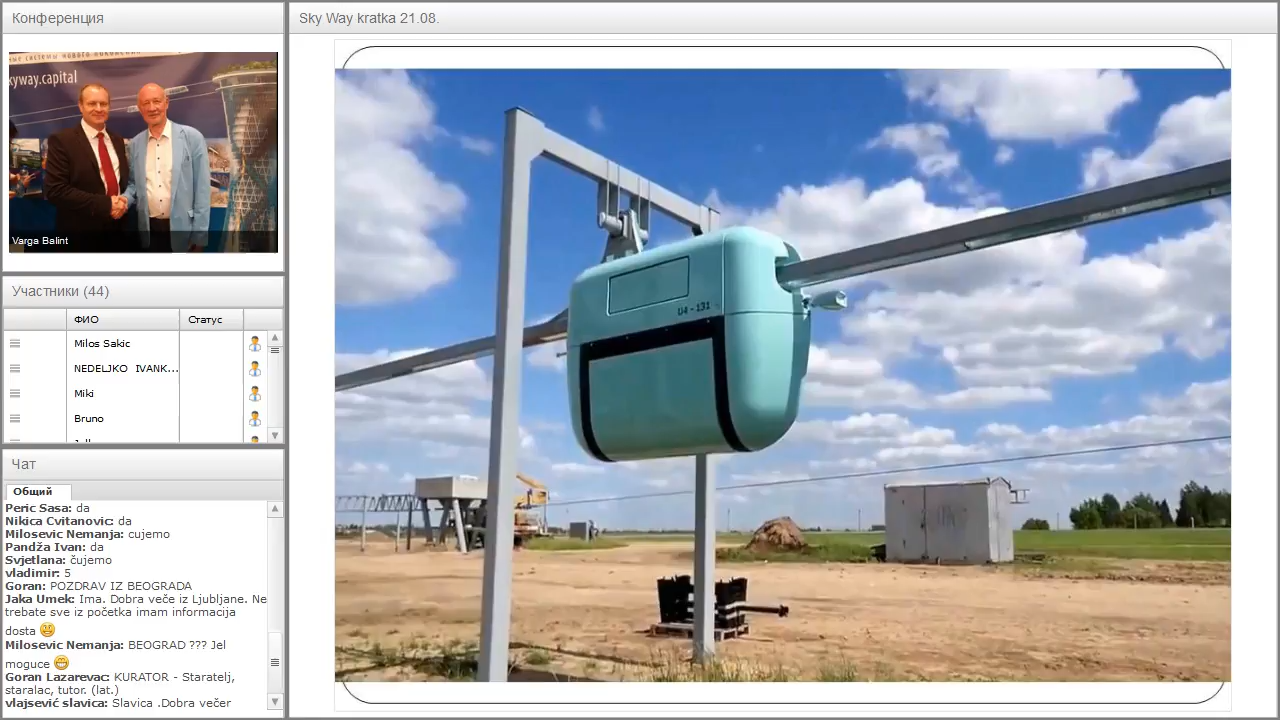 Конференция
Sky Way kratka 21.08.
kyway.capital
Varga Balint
Участники (44)
ФИО
Статус
Milos Sakic
NEDELJKO IVANK...
Miki
Bruno
U4 - 131
Чат
Общий
Peric Sasa: da
Nikica Cvitanovic: da
Milosevic Nemanja: cujemo
Pandža Ivan: da
Svjetlana: čujemo
vladimir: 5
Goran: POZDRAV IZ BEOGRADA
Jaka Umek: Ima. Dobra veče iz Ljubljane. Ne
trebate sve iz početka imam informacija
dosta
Milosevic Nemanja: BEOGRAD ??? Jel
moguce
Goran Lazarevac: KURATOR - Staratelj,
staralac, tutor. (lat.)
vlajsević slavica: Slavica .Dobra večer